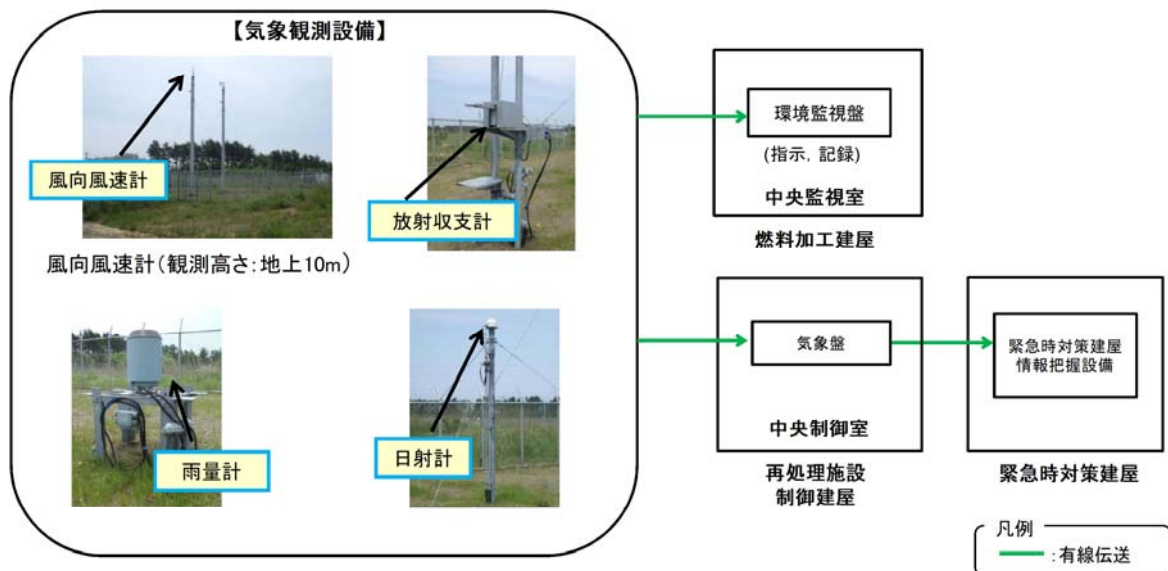 【気象観測設備】
風向風速計
放射収支計
風向風速計(観測高さ:地上10m)
雨量計
日射計
環境監視盤
(指示, 記録)
中央監視室
燃料加工建屋
気象盤
中央制御室
再処理施設
制御建屋
緊急時対策建屋
情報把握設備
緊急時対策建屋
凡例
:有線伝送